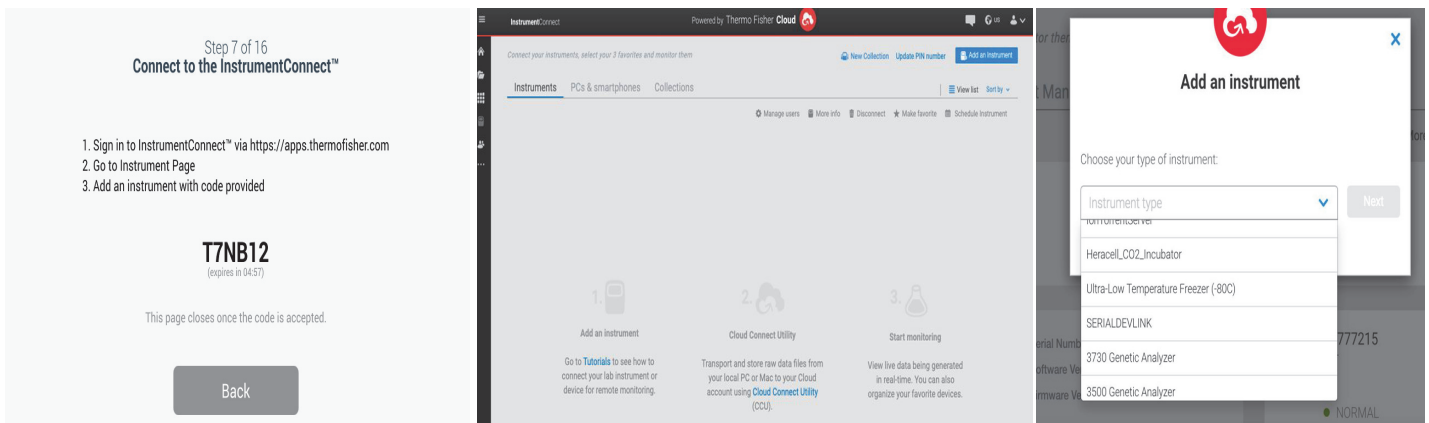 Step 7 of 16
Connect to the InstrumentConnect™
1. Sign in to InstrumentConnect™ via https://apps.thermofisher.com
2. Go to Instrument Page
3. Add an instrument with code provided
T7NB12
(expires in 04:57)
This page closes once the code is accepted.
Back
InstrumentConnect
Powered by Thermo Fisher Cloud
US
Connect your instruments, select your 3 favorites and monitor them
New Collection Update PIN number Add an Instrument
Instruments PCs & smartphones Collections
View list Sort by
Manage users More info Disconnect Make favorite Schedule Instrument
1.
Add an instrument
Go to Tutorials to see how to
connect your lab instrument or
device for remote monitoring.
2.
Cloud Connect Utility
Transport and store raw data files from
your local PC or Mac to your Cloud
account using Cloud Connect Utility
(CCU).
3.
Start monitoring
View live data being generated
in real-time. You can also
organize your favorite devices.
Add an instrument
Choose your type of instrument:
Instrument type
Next
IonTorrentServer
Heracell_CO2_Incubator
Ultra-Low Temperature Freezer (-80C)
SERIALDEVLINK
3730 Genetic Analyzer
3500 Genetic Analyzer
777215
NORMAL